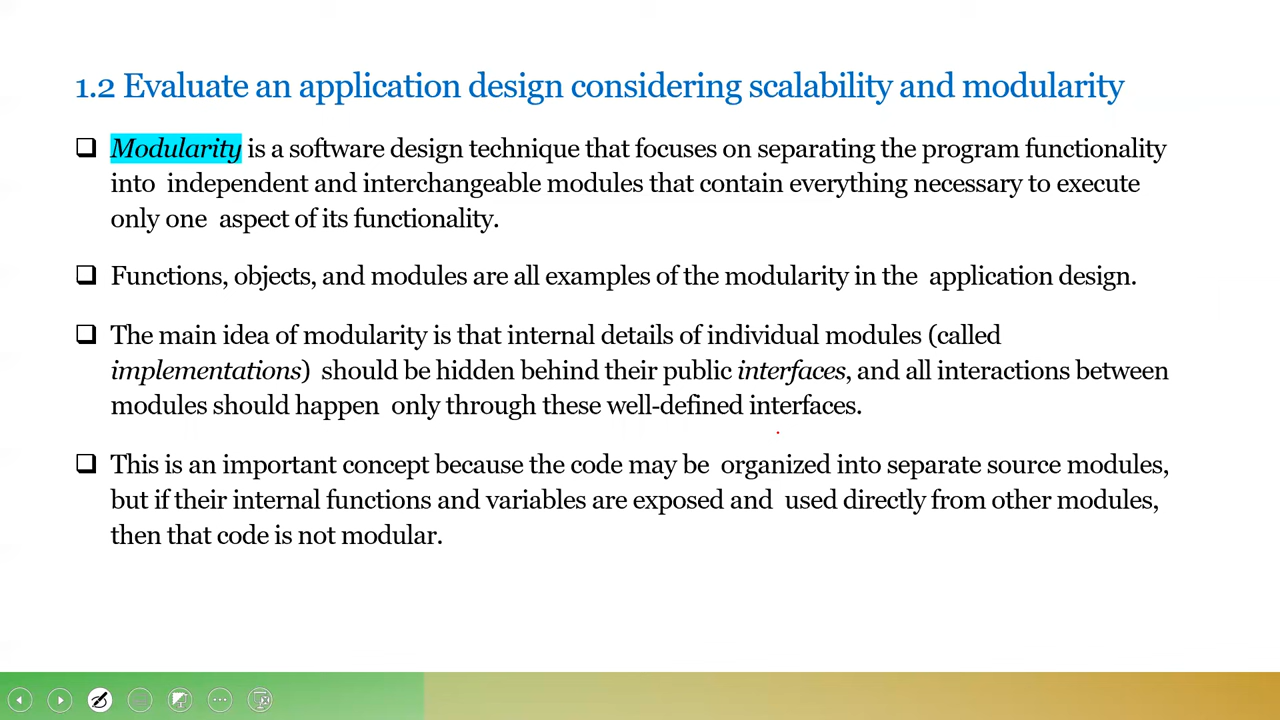 1.2 Evaluate an application design considering scalability and modularity
Modularity is a software design technique that focuses on separating the program functionality
into independent and interchangeable modules that contain everything necessary to execute
only one aspect of its functionality.
Functions, objects, and modules are all examples of the modularity in the application design.
The main idea of modularity is that internal details of individual modules (called
implementations) should be hidden behind their public interfaces, and all interactions between
modules should happen only through these well-defined interfaces.
This is an important concept because the code may be organized into separate source modules,
but if their internal functions and variables are exposed and used directly from other modules,
then that code is not modular.